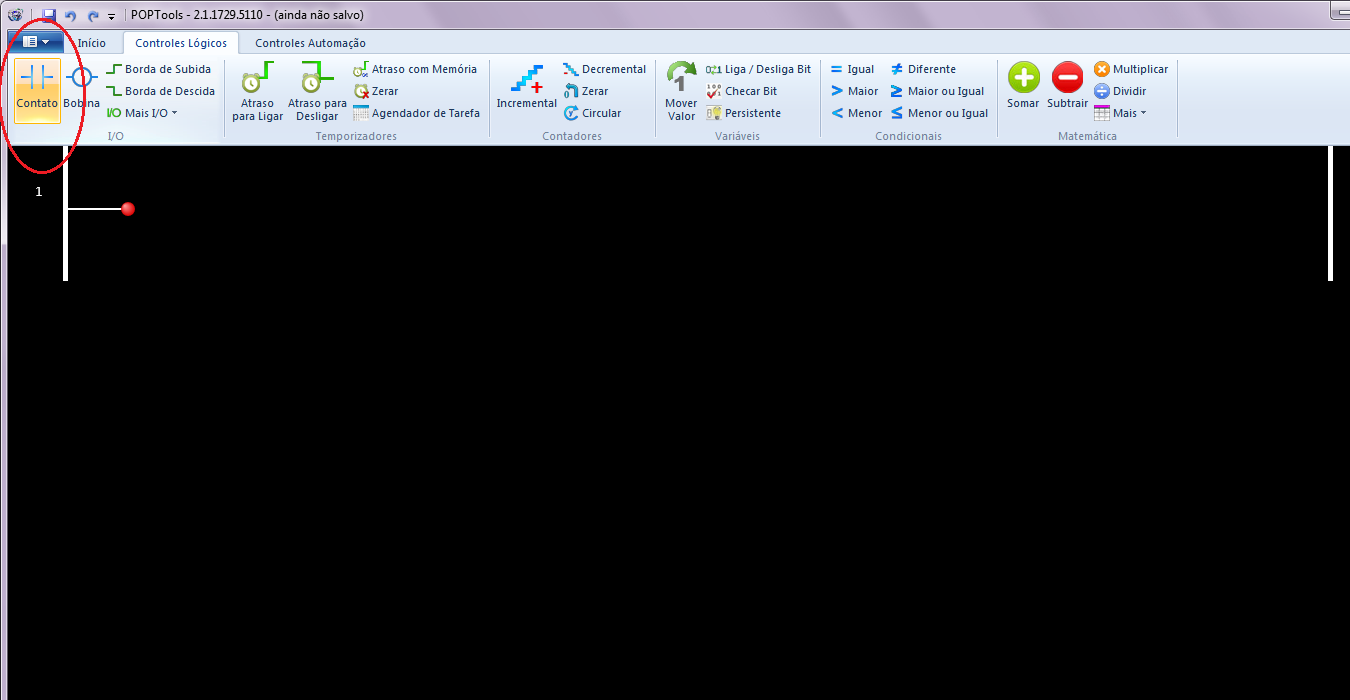 POPTools - 2.1.1729.5110 - (ainda não salvo)
Início Controles Lógicos Controles Automação
Contato
Bobina
Borda de Subida
Borda de Descida
I/O Mais I/O
I/O
Atraso para Ligar
Atraso para Desligar
Atraso com Memória
Zerar
Agendador de Tarefa
Temporizadores
Incremental
Decremental
Zerar
Circular
Contadores
1
Mover Valor
Liga / Desliga Bit
Checar Bit
Persistente
Variáveis
= Igual
> Maior
< Menor
≠ Diferente
≥ Maior ou Igual
≤ Menor ou Igual
Condicionais
Somar
Subtrair
Multiplicar
Dividir
Mais
Matemática
1